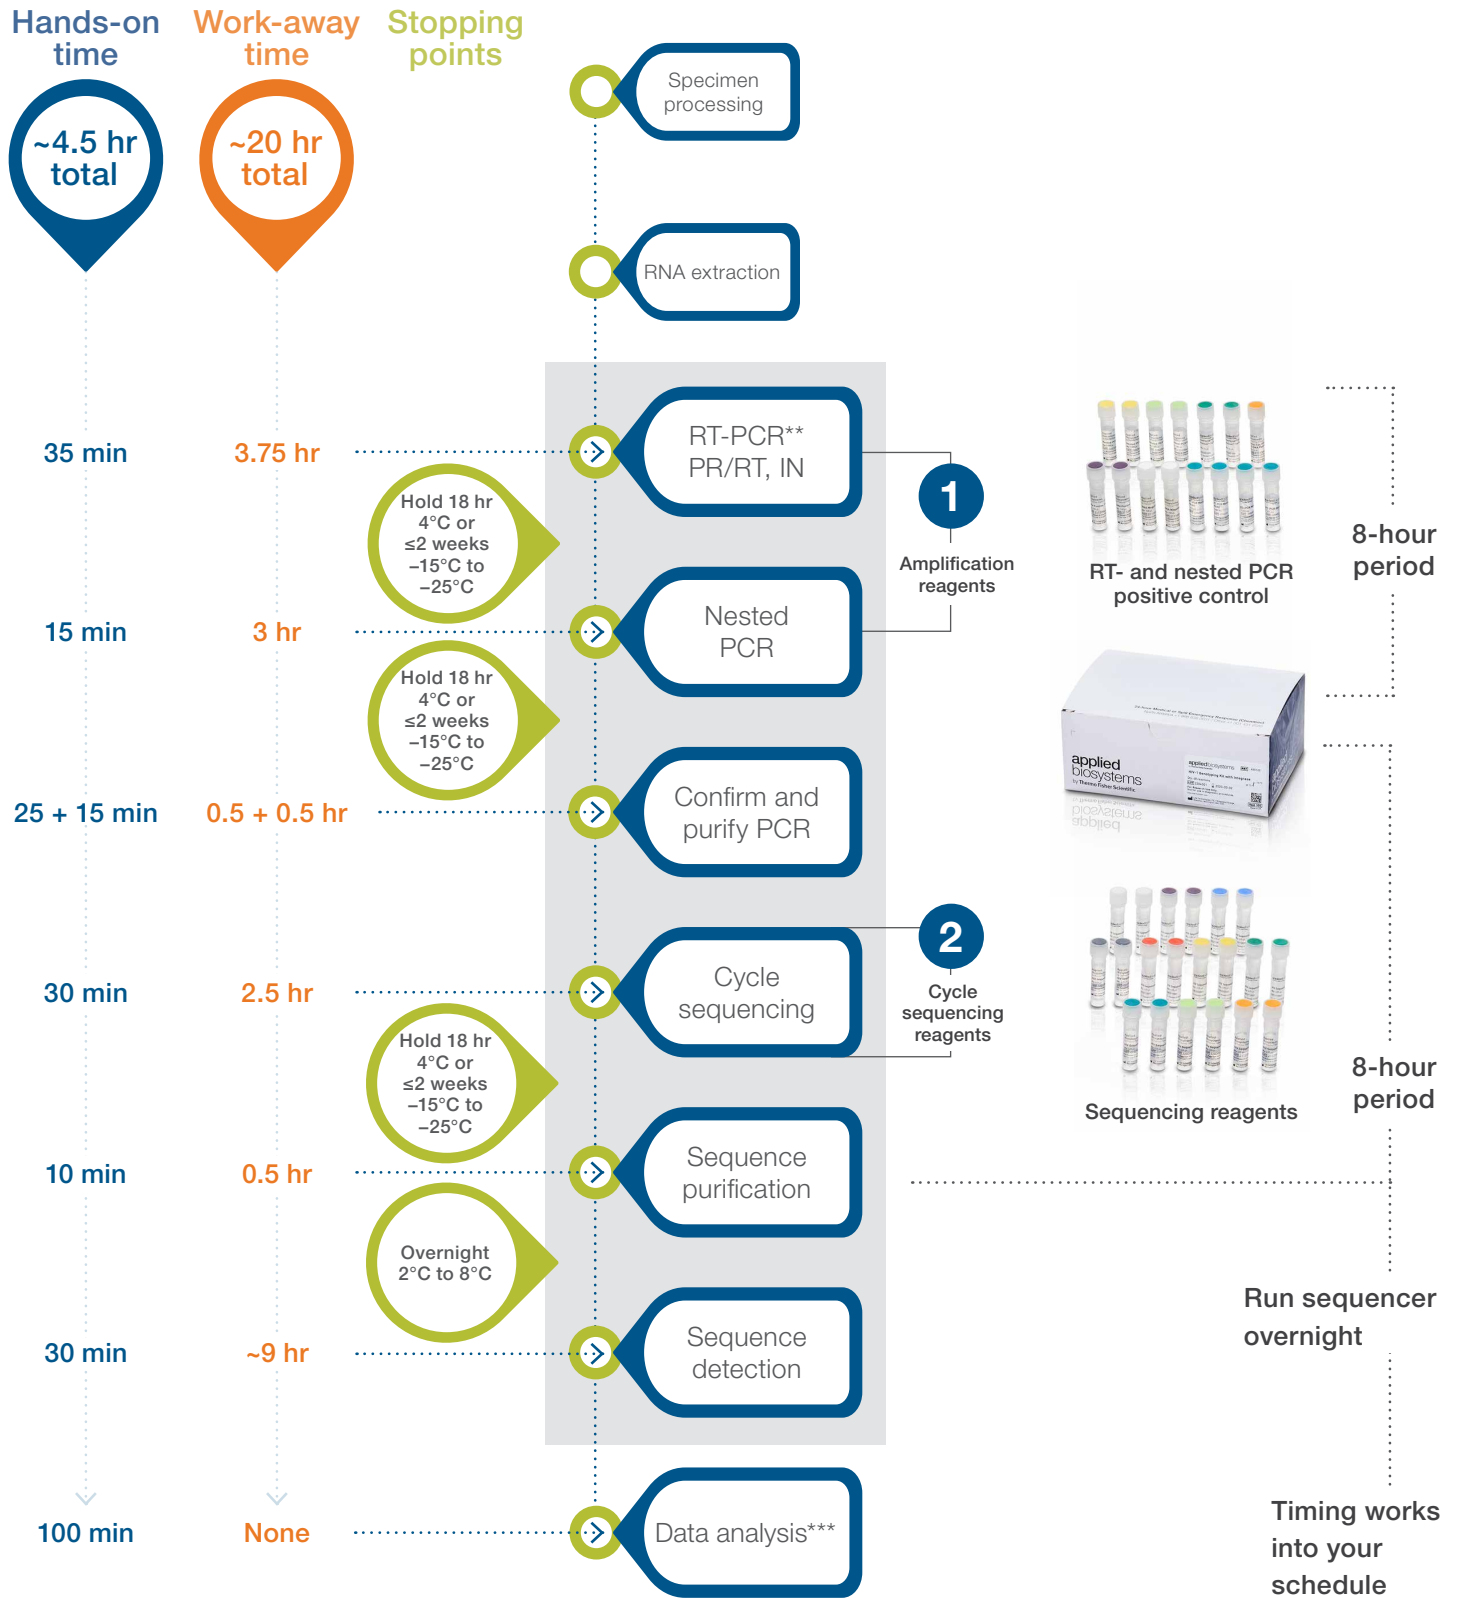 Hands-on
time
Work-away
time
Stopping
points
~4.5 hr
total
~20 hr
total
Specimen
processing
RNA extraction
35 min
3.75 hr
RT-PCR**
PR/RT, IN
Hold 18 hr
4°C or
≤2 weeks
−15°C to
−25°C
1
Amplification
reagents
RT- and nested PCR
positive control
8-hour
period
15 min
3 hr
Nested
PCR
Hold 18 hr
4°C or
≤2 weeks
−15°C to
−25°C
applied
biosystems
by Thermo Fisher Scientific
25 + 15 min
0.5 + 0.5 hr
Confirm and
purify PCR
30 min
2.5 hr
Cycle
sequencing
2
Cycle
sequencing
reagents
Sequencing reagents
8-hour
period
Hold 18 hr
4°C or
≤2 weeks
−15°C to
−25°C
10 min
0.5 hr
Sequence
purification
Overnight
2°C to 8°C
Run sequencer
overnight
30 min
~9 hr
Sequence
detection
100 min
None
Data analysis***
Timing works
into your
schedule